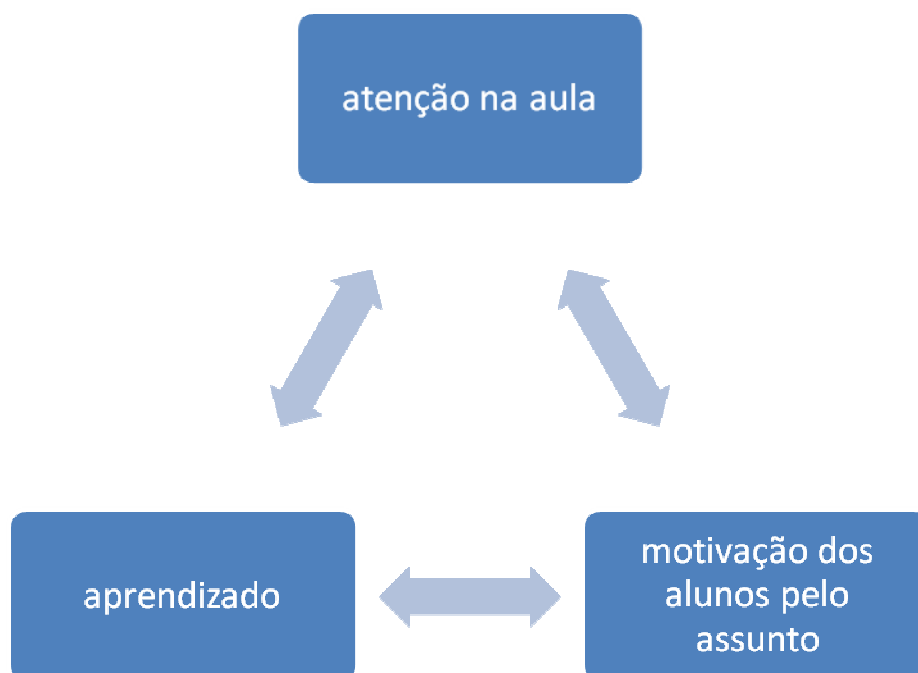 atenção na aula
aprendizado
motivação dos
alunos pelo
assunto